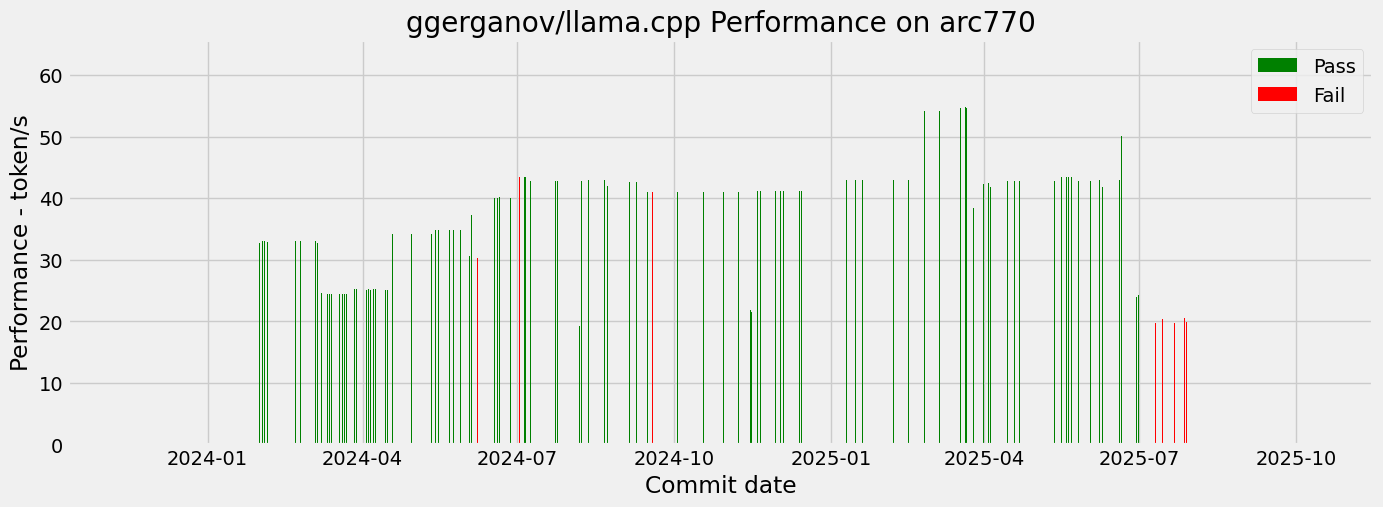 ggerganov/llama.cpp Performance on arc770
Pass
Fail
Performance - token/s
60
50
40
30
20
10
0
2024-01 2024-04 2024-07 2024-10 2025-01 2025-04 2025-07 2025-10
Commit date